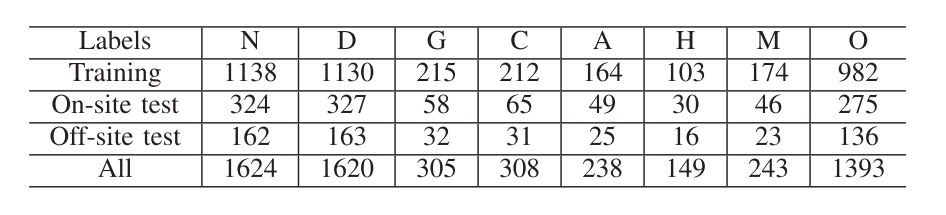 Labels N D G C A H M O
Training 1138 1130 215 212 164 103 174 982
On-site test 324 327 58 65 49 30 46 275
Off-site test 162 163 32 31 25 16 23 136
All 1624 1620 305 308 238 149 243 1393